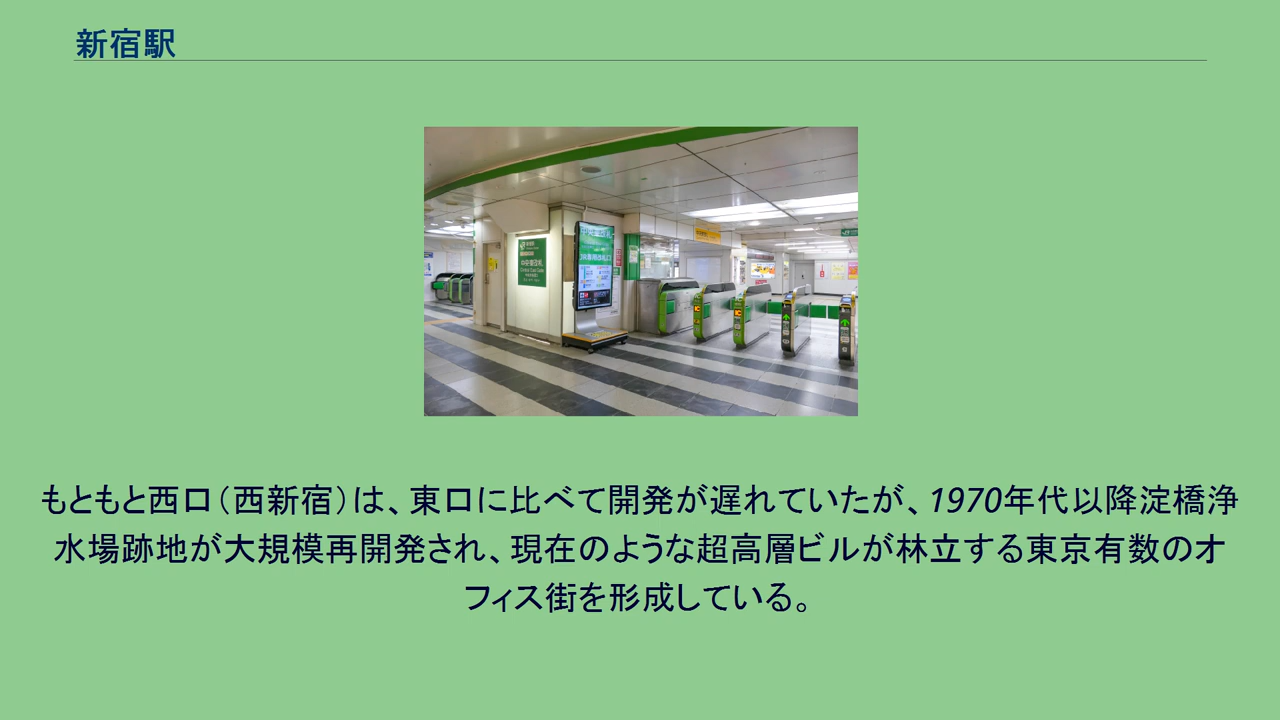 新宿駅
もともと西口（西新宿）は、東口に比べて開発が遅れていたが、1970年代以降淀橋浄
水場跡地が大規模再開発され、現在のような超高層ビルが林立する東京有数のオ
フィス街を形成している。